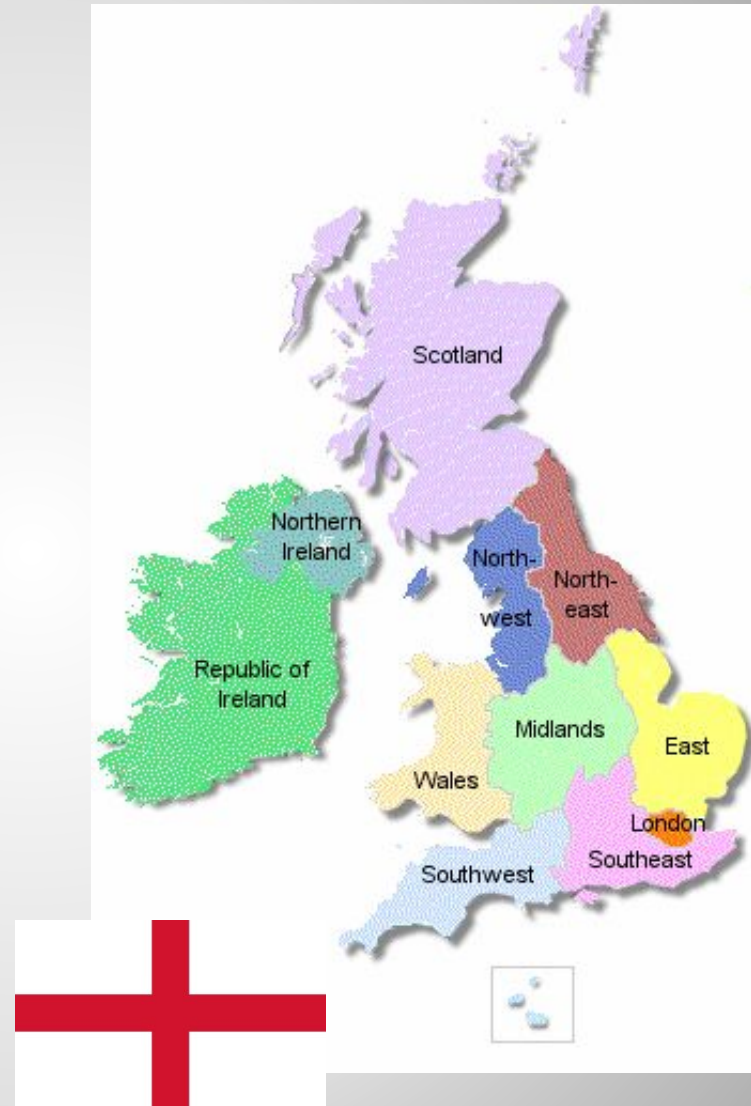 Scotland
Northern
Ireland
North-
west
North-
east
Republic of
Ireland
Midlands
East
Wales
London
Southeast
Southwest